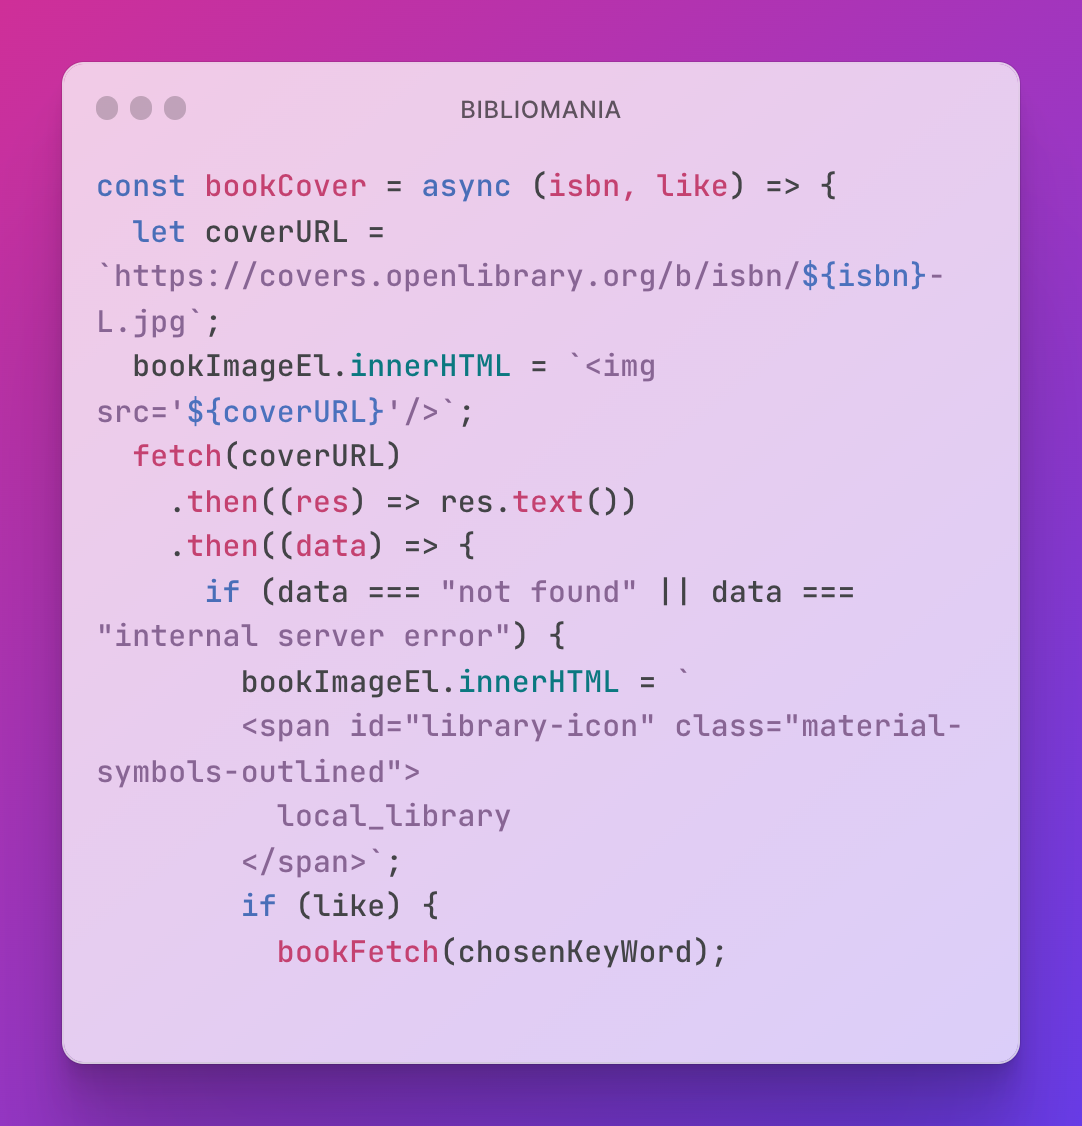 BIBLIOMANIA
const bookCover = async (isbn, like) => {
  let coverURL =
`https://covers.openlibrary.org/b/isbn/${isbn}-
L.jpg`;
  bookImageEl.innerHTML = `<img
src='${coverURL}'/>`;
  fetch(coverURL)
    .then((res) => res.text())
    .then((data) => {
      if (data === "not found" || data ===
"internal server error") {
        bookImageEl.innerHTML = `
        <span id="library-icon" class="material-
symbols-outlined">
          local_library
        </span>`;
        if (like) {
          bookFetch(chosenKeyWord);